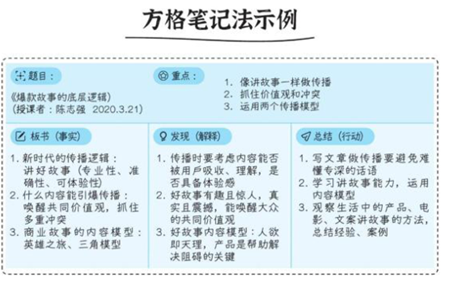 方格笔记法示例
题目：
《爆款故事的底层逻辑》
（授课者：陈志强 2020.3.21）
重点：
1. 像讲故事一样做传播
2. 抓住价值观和冲突
3. 运用两个传播模型
板书（事实）
1. 新时代的传播逻辑：
讲好故事（专业性、准
确性、可体验性）
2. 什么内容能引爆传播：
唤醒共同价值观，抓住
多重冲突
3. 商业故事的内容模型：
英雄之旅、三角模型
发现（解释）
1. 传播时要考虑内容能否
被用户吸收、理解，是
否具备体验感
2. 好故事有趣且惊人，真
实且震撼，能唤醒大众
的共同价值观
3. 好故事内容模型：人欲
即天理，产品是帮助解
决阻碍的关键
总结（行动）
1. 写文章做传播要避免难
懂专深的话语
2. 学习讲故事能力，运用
内容模型
3. 观察生活中的产品、电
影、文案讲故事的方法，
总结经验、案例